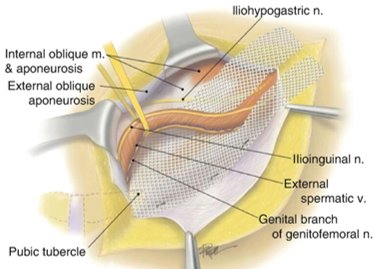 Iliohypogastric n.
Internal oblique m.
& aponeurosis
External oblique
aponeurosis
Ilioinguinal n.
External
spermatic v.
Genital branch
of genitofemoral n.
Pubic tubercle